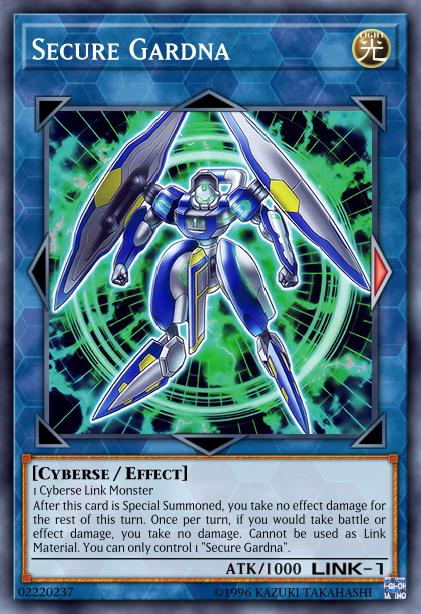 Secure Gardna
LIGHT
光
[Cyberse / Effect]
1 Cyberse Link Monster
After this card is Special Summoned, you take no effect damage for
the rest of this turn. Once per turn, if you would take battle or
effect damage, you take no damage. Cannot be used as Link
Material. You can only control 1 "Secure Gardna".
ATK/1000 LINK-1
02220237 ©1996 KAZUKI TAKAHASHI